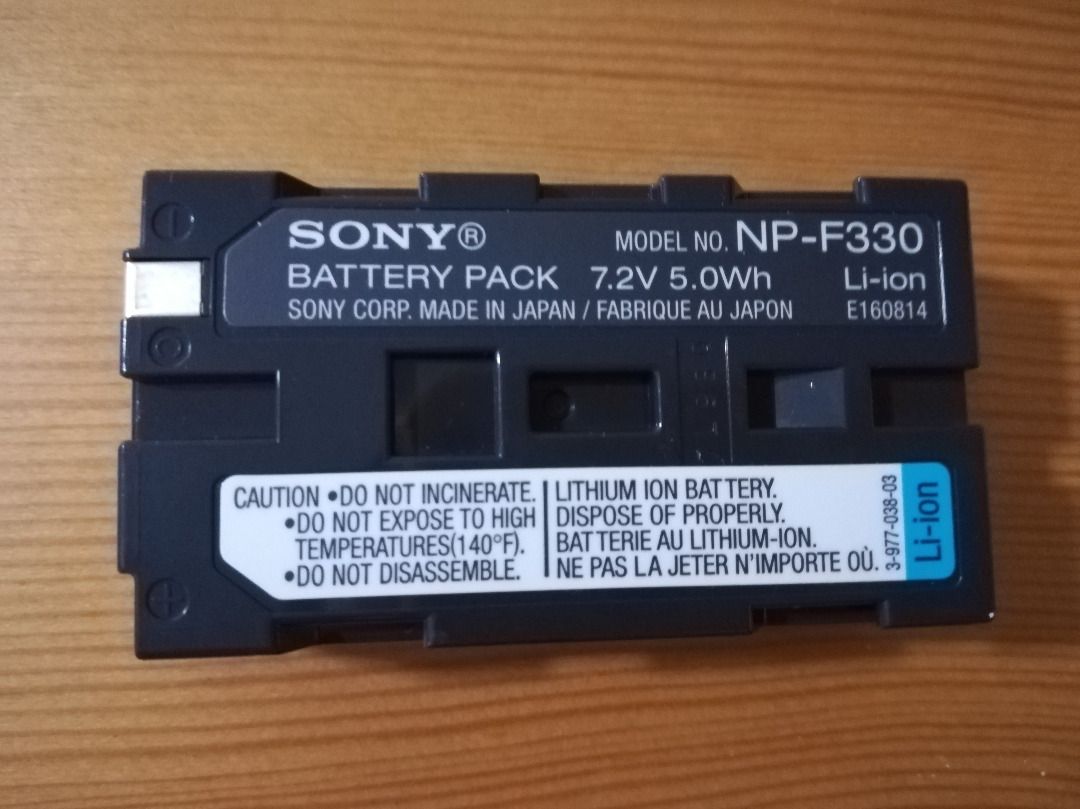 SONY®
MODEL NO. NP-F330
BATTERY PACK 7.2V 5.0Wh Li-ion
SONY CORP. MADE IN JAPAN / FABRIQUE AU JAPON E160814
CAUTION •DO NOT INCINERATE.
•DO NOT EXPOSE TO HIGH
TEMPERATURES(140°F).
•DO NOT DISASSEMBLE.
LITHIUM ION BATTERY.
DISPOSE OF PROPERLY.
BATTERIE AU LITHIUM-ION.
NE PAS LA JETER N'IMPORTE OÙ.
3-977-038-03
Li-ion